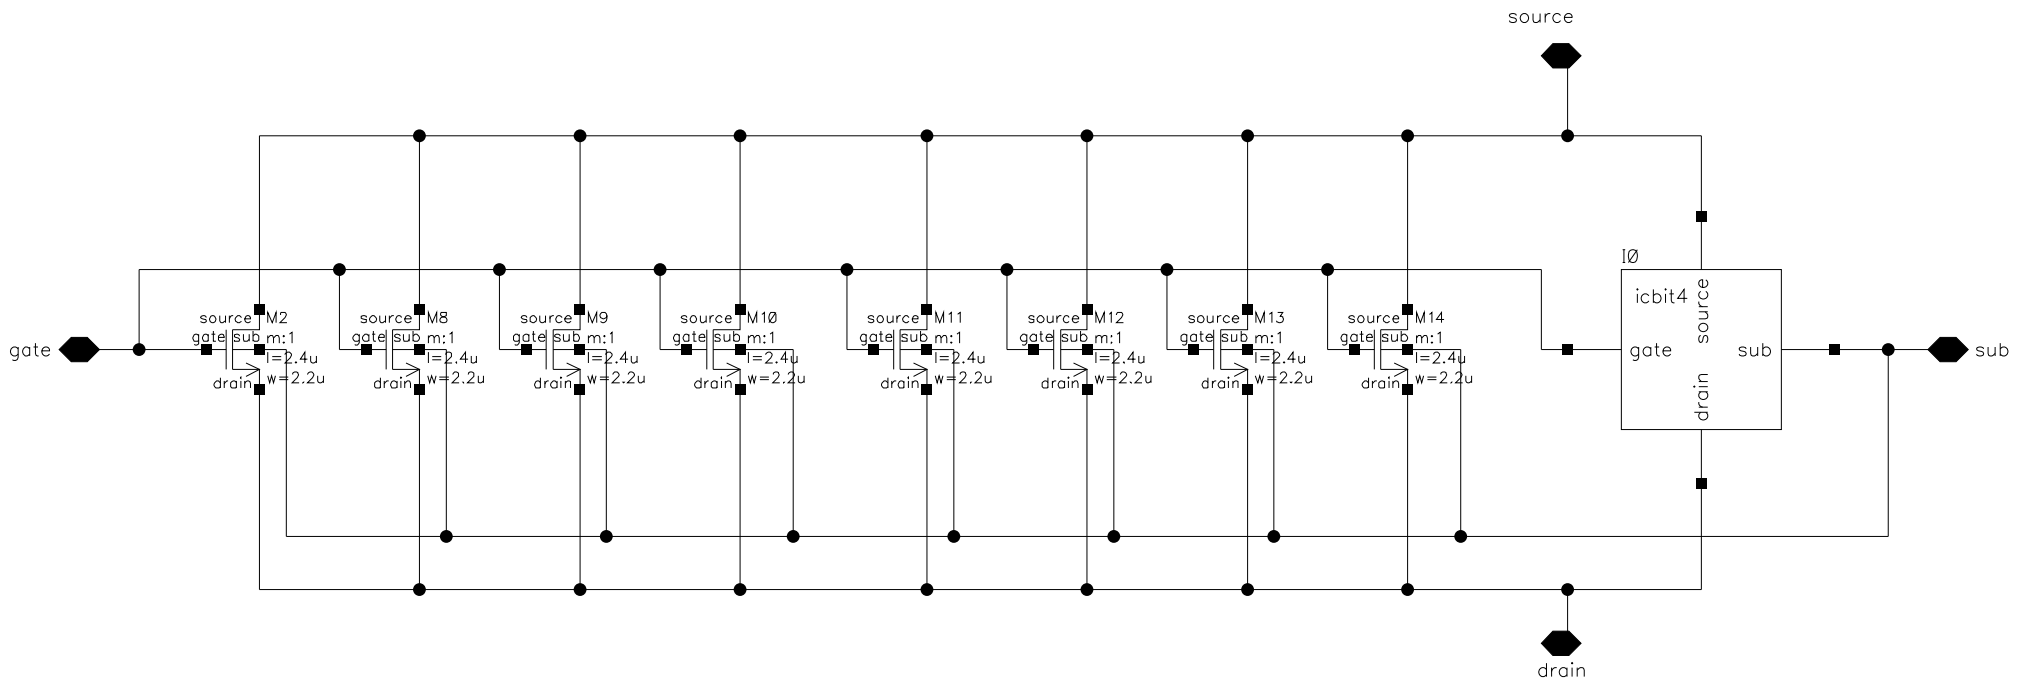 source
IØ
icbit4
source
gate
sub
drain
gate
sub
source M2
gate sub m:1
l=2.4u
drain w=2.2u
source M8
gate sub m:1
l=2.4u
drain w=2.2u
source M9
gate sub m:1
l=2.4u
drain w=2.2u
source M1Ø
gate sub m:1
l=2.4u
drain w=2.2u
source M11
gate sub m:1
l=2.4u
drain w=2.2u
source M12
gate sub m:1
l=2.4u
drain w=2.2u
source M13
gate sub m:1
l=2.4u
drain w=2.2u
source M14
gate sub m:1
l=2.4u
drain w=2.2u
drain